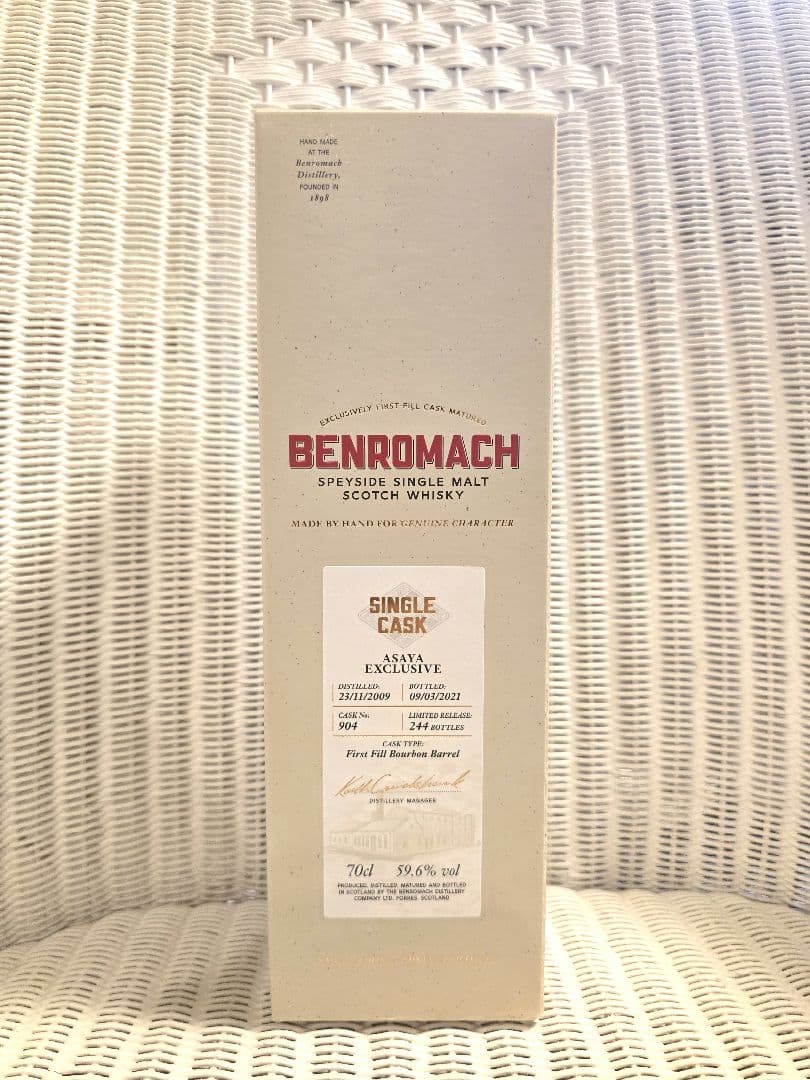 HAND MADE
AT THE
Benromach
Distillery,
FOUNDED IN
1898
EXCLUSIVELY FIRST-FILL CASK MATURED
BENROMACH
SPEYSIDE SINGLE MALT
SCOTCH WHISKY
MADE BY HAND FOR GENUINE CHARACTER
SINGLE
CASK
ASAYA
EXCLUSIVE
DISTILLED: BOTTLED:
23/11/2009 09/03/2021
CASK No: LIMITED RELEASE:
904 244 BOTTLES
CASK TYPE:
First Fill Bourbon Barrel
DISTILLERY MANAGER
70cl 59.6% vol
PRODUCED, DISTILLED, MATURED AND BOTTLED
IN SCOTLAND BY THE BENROMACH DISTILLERY
COMPANY LTD. FORRES, SCOTLAND